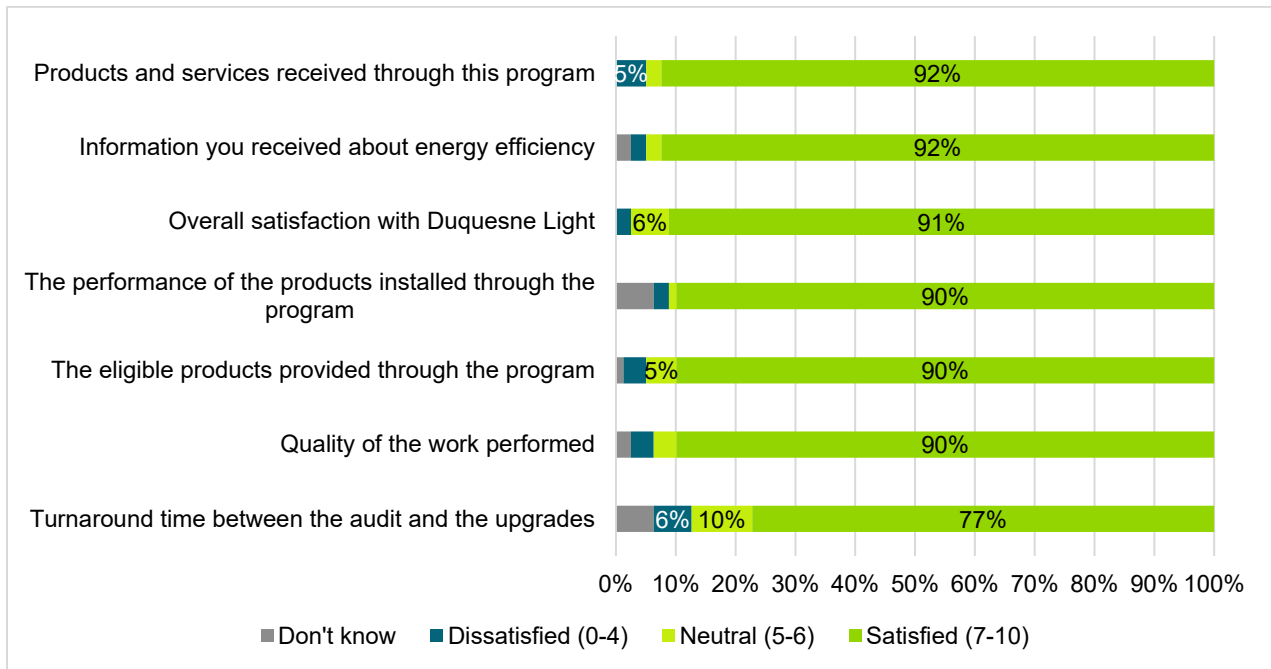 Products and services received through this program
5%
92%
Information you received about energy efficiency
92%
Overall satisfaction with Duquesne Light
6%
91%
The performance of the products installed through the
program
90%
The eligible products provided through the program
5%
90%
Quality of the work performed
90%
Turnaround time between the audit and the upgrades
6%
10%
77%
0% 10% 20% 30% 40% 50% 60% 70% 80% 90% 100%
Don't know Dissatisfied (0-4) Neutral (5-6) Satisfied (7-10)